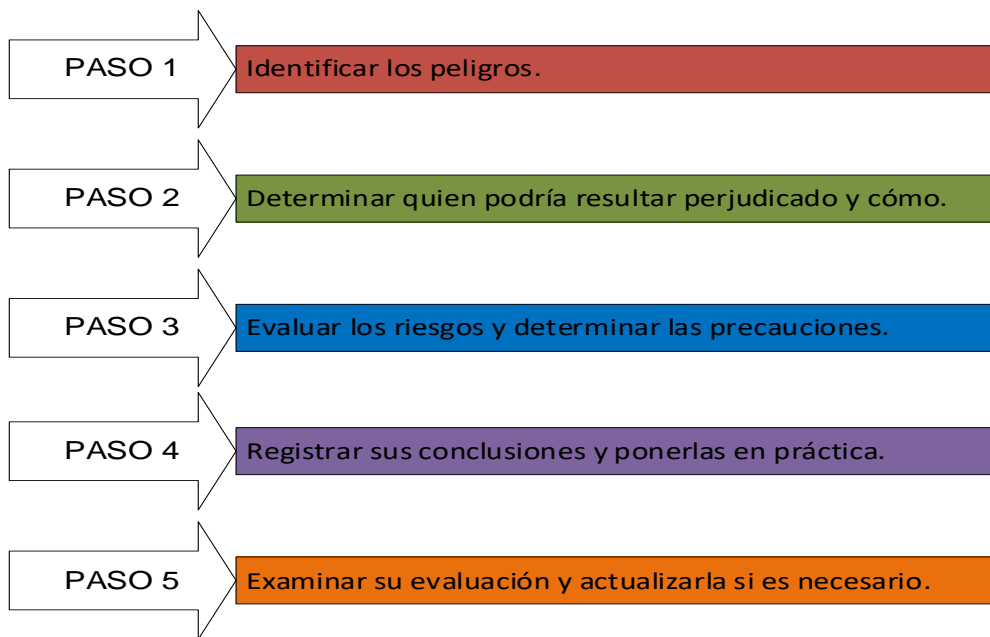 PASO 1
Identificar los peligros.
PASO 2
Determinar quien podría resultar perjudicado y cómo.
PASO 3
Evaluar los riesgos y determinar las precauciones.
PASO 4
Registrar sus conclusiones y ponerlas en práctica.
PASO 5
Examinar su evaluación y actualizarla si es necesario.